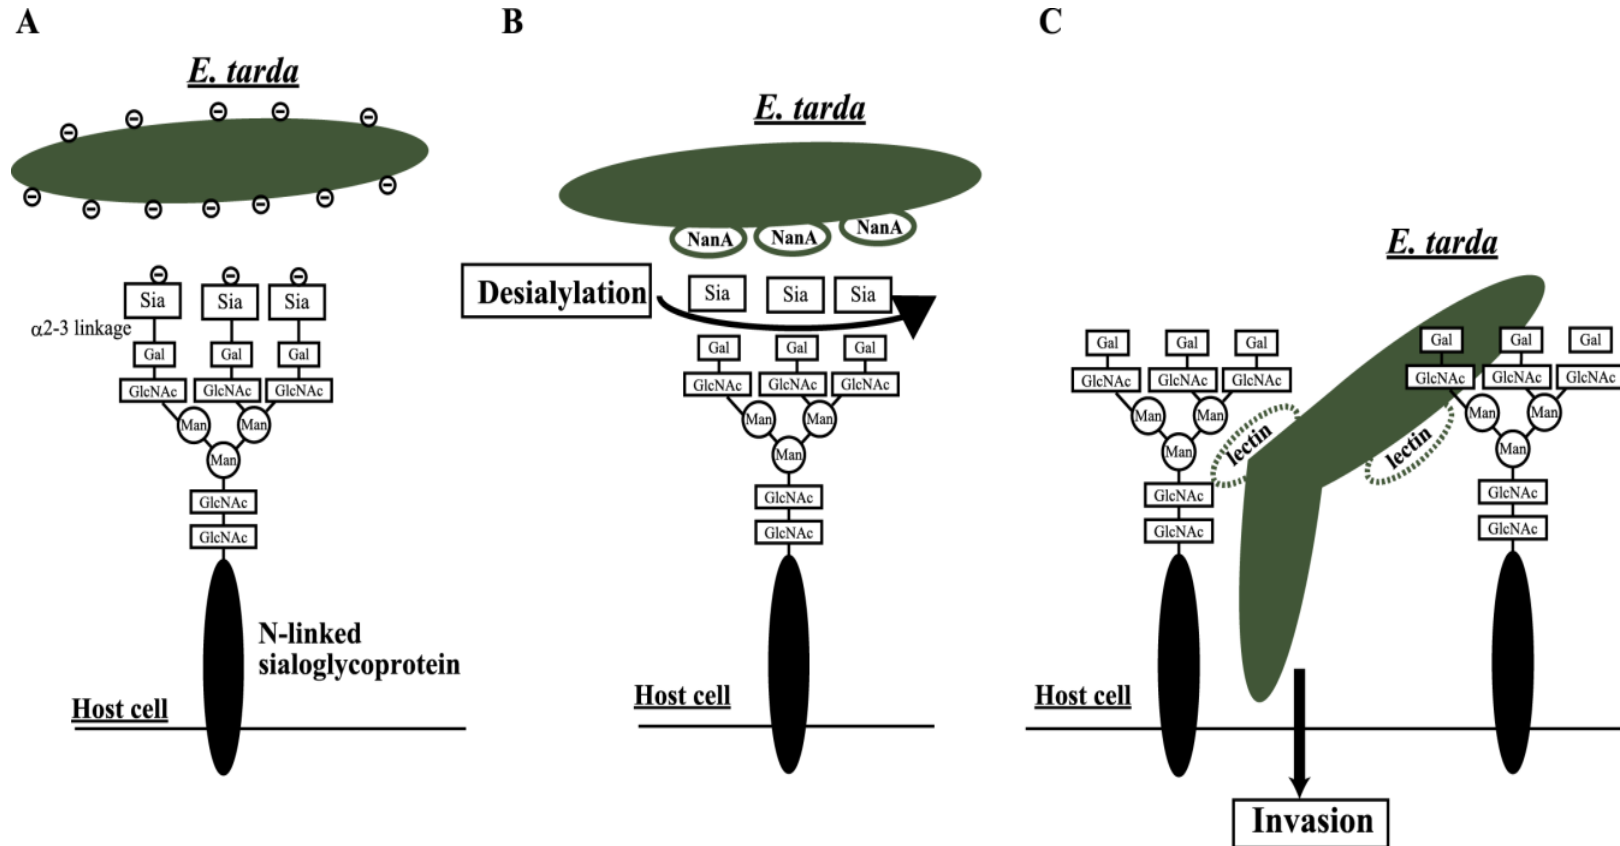 A
B
C
E. tarda
E. tarda
E. tarda
⊖ ⊖ ⊖ ⊖ ⊖
⊖ ⊖ ⊖ ⊖ ⊖ ⊖ ⊖
⊖ ⊖ ⊖
Sia Sia Sia
α2-3 linkage
Gal Gal Gal
GlcNAc GlcNAc GlcNAc
Man Man
Man
GlcNAc
GlcNAc
N-linked
sialoglycoprotein
Host cell
NanA NanA NanA
Desialylation
Sia Sia Sia
Gal Gal Gal
GlcNAc GlcNAc GlcNAc
Man Man
Man
GlcNAc
GlcNAc
Host cell
Gal Gal Gal
GlcNAc GlcNAc GlcNAc
Man Man
Man
GlcNAc
GlcNAc
lectin
lectin
Gal Gal Gal
GlcNAc GlcNAc GlcNAc
Man Man
Man
GlcNAc
GlcNAc
Host cell
Invasion